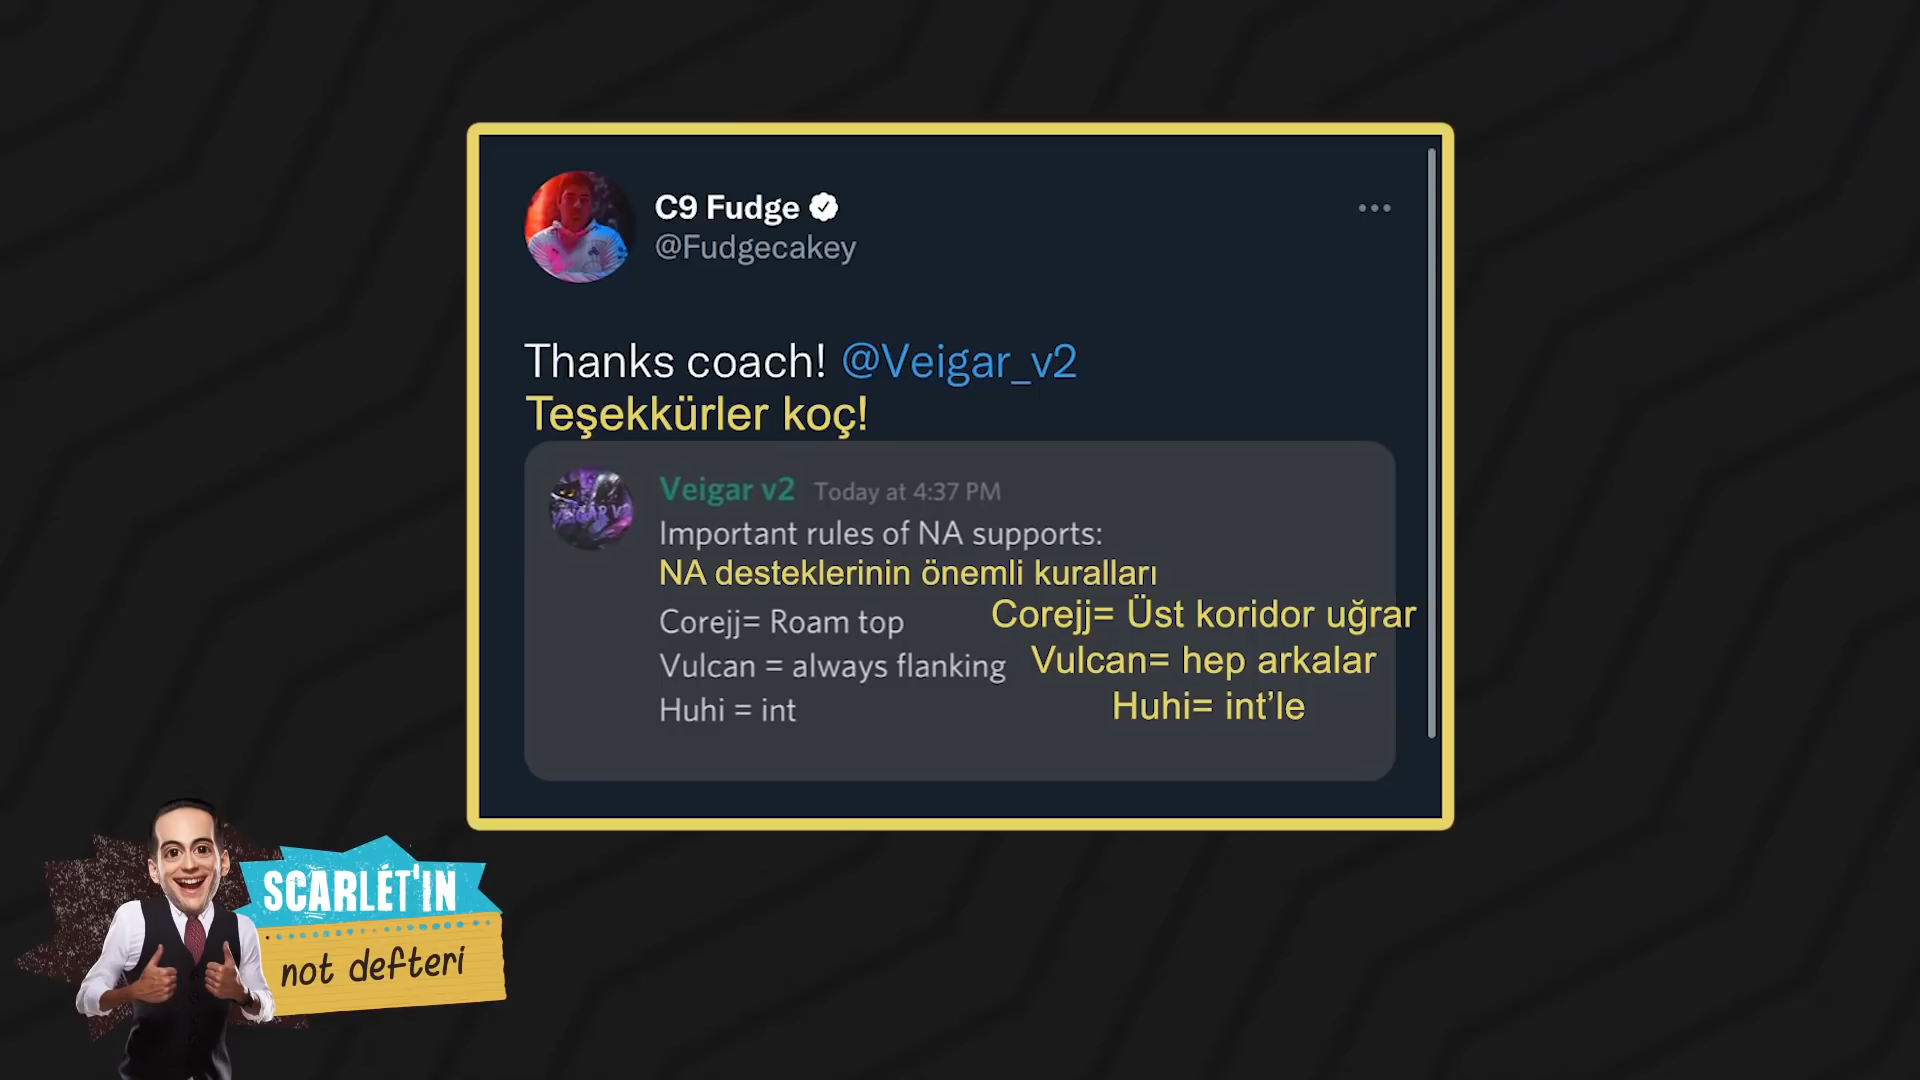 C9 Fudge
@Fudgecakey
Thanks coach! @Veigar_v2
Teşekkürler koç!
Veigar v2 Today at 4:37 PM
Important rules of NA supports:
NA desteklerinin önemli kuralları
Corejj= Roam top
Corejj= Üst koridor uğrar
Vulcan = always flanking
Vulcan= hep arkalar
Huhi = int
Huhi= int’le
VEIGAR V2
SCARLET'IN
not defteri